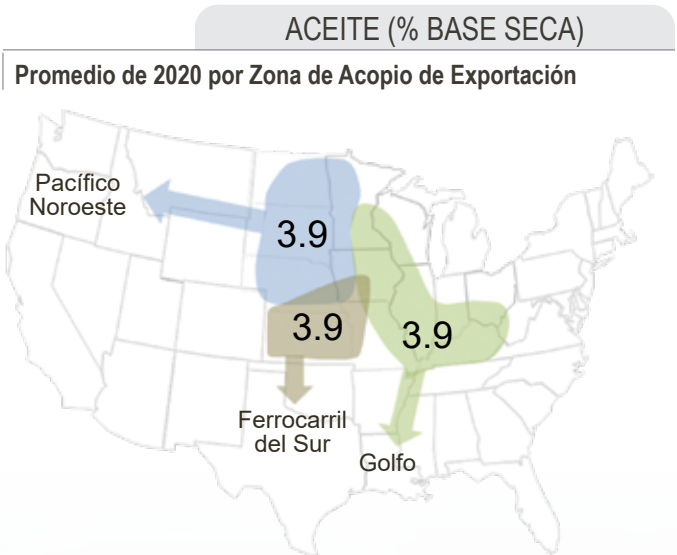 ACEITE (% BASE SECA)
Promedio de 2020 por Zona de Acopio de Exportación
Pacífico
Noroeste
3.9
3.9
3.9
Ferrocarril
del Sur
Golfo